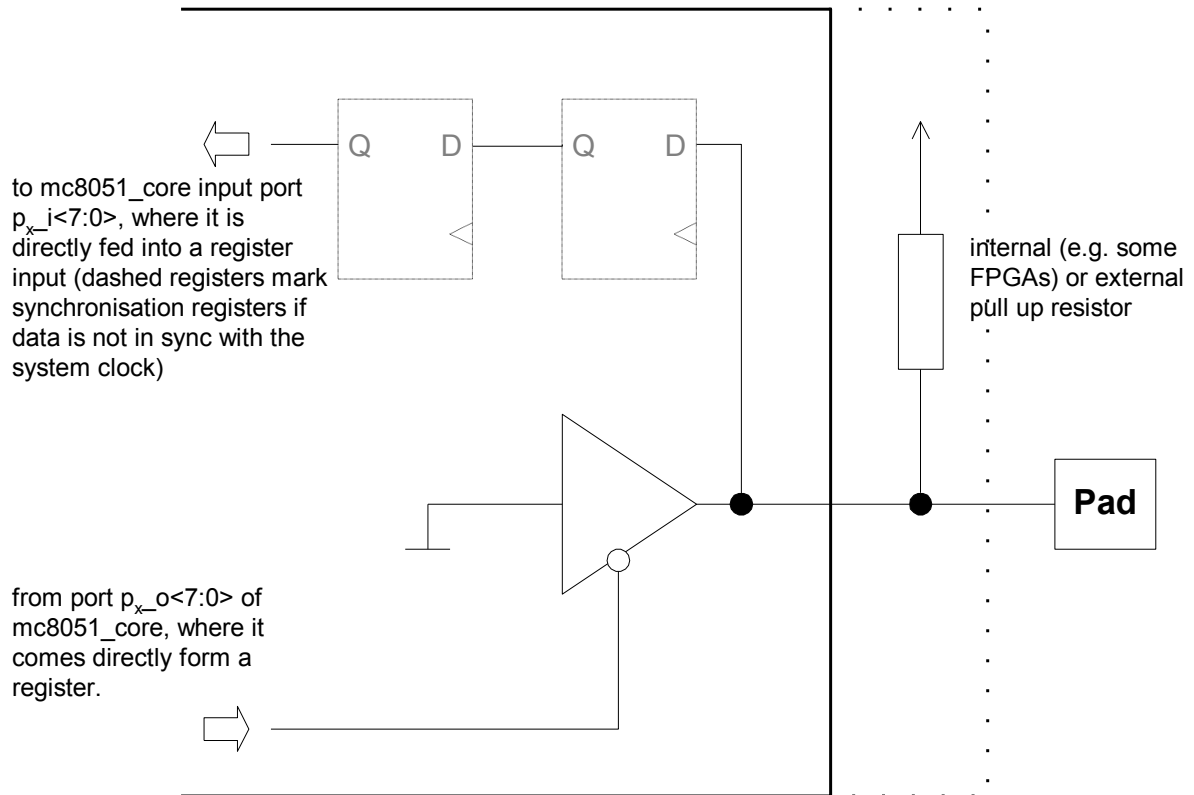 Q D Q D
to mc8051_core input port
px_i<7:0>, where it is
directly fed into a register
input (dashed registers mark
synchronisation registers if
data is not in sync with the
system clock)
internal (e.g. some
FPGAs) or external
pull up resistor
Pad
from port px_o<7:0> of
mc8051_core, where it
comes directly form a
register.